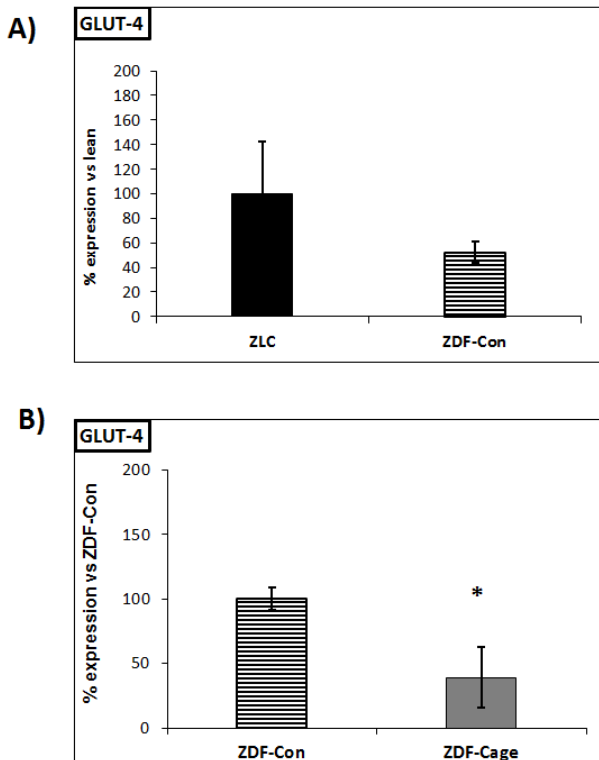 A)
GLUT-4
% expression vs lean
200
180
160
140
120
100
80
60
40
20
0
ZLC ZDF-Con
B)
GLUT-4
% expression vs ZDF-Con
200
150
100
50
0
*
ZDF-Con ZDF-Cage